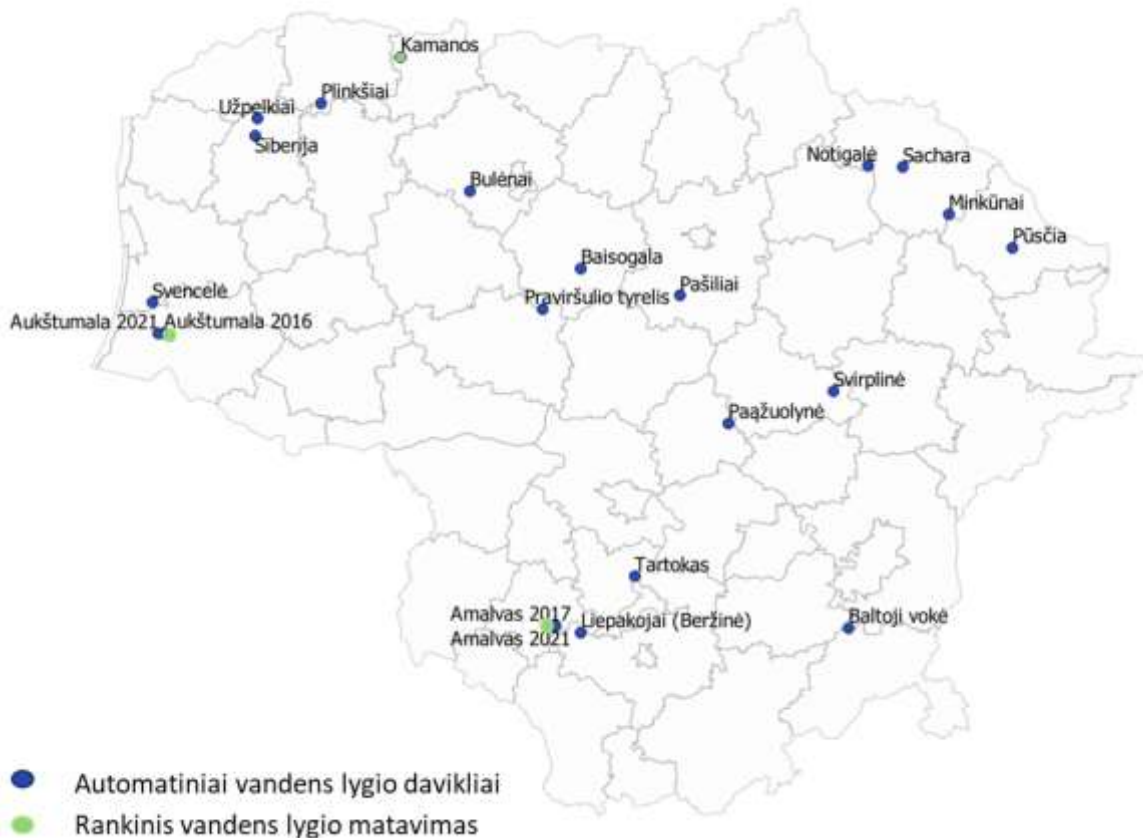 Kamanos
Plinkšiai
Užpelkiai
Siberija
Notigalė
Sachara
Bulėnai
Minkūnai
Pūsčia
Baisogala
Svencelė
Praviršulio tyrelis
Pašiliai
Aukštumala 2021 Aukštumala 2016
Svirplinė
Paąžuolynė
Tartokas
Amalvas 2017
Liepakojai (Beržinė)
Baltoji vokė
Amalvas 2021
Automatiniai vandens lygio davikliai
Rankinis vandens lygio matavimas